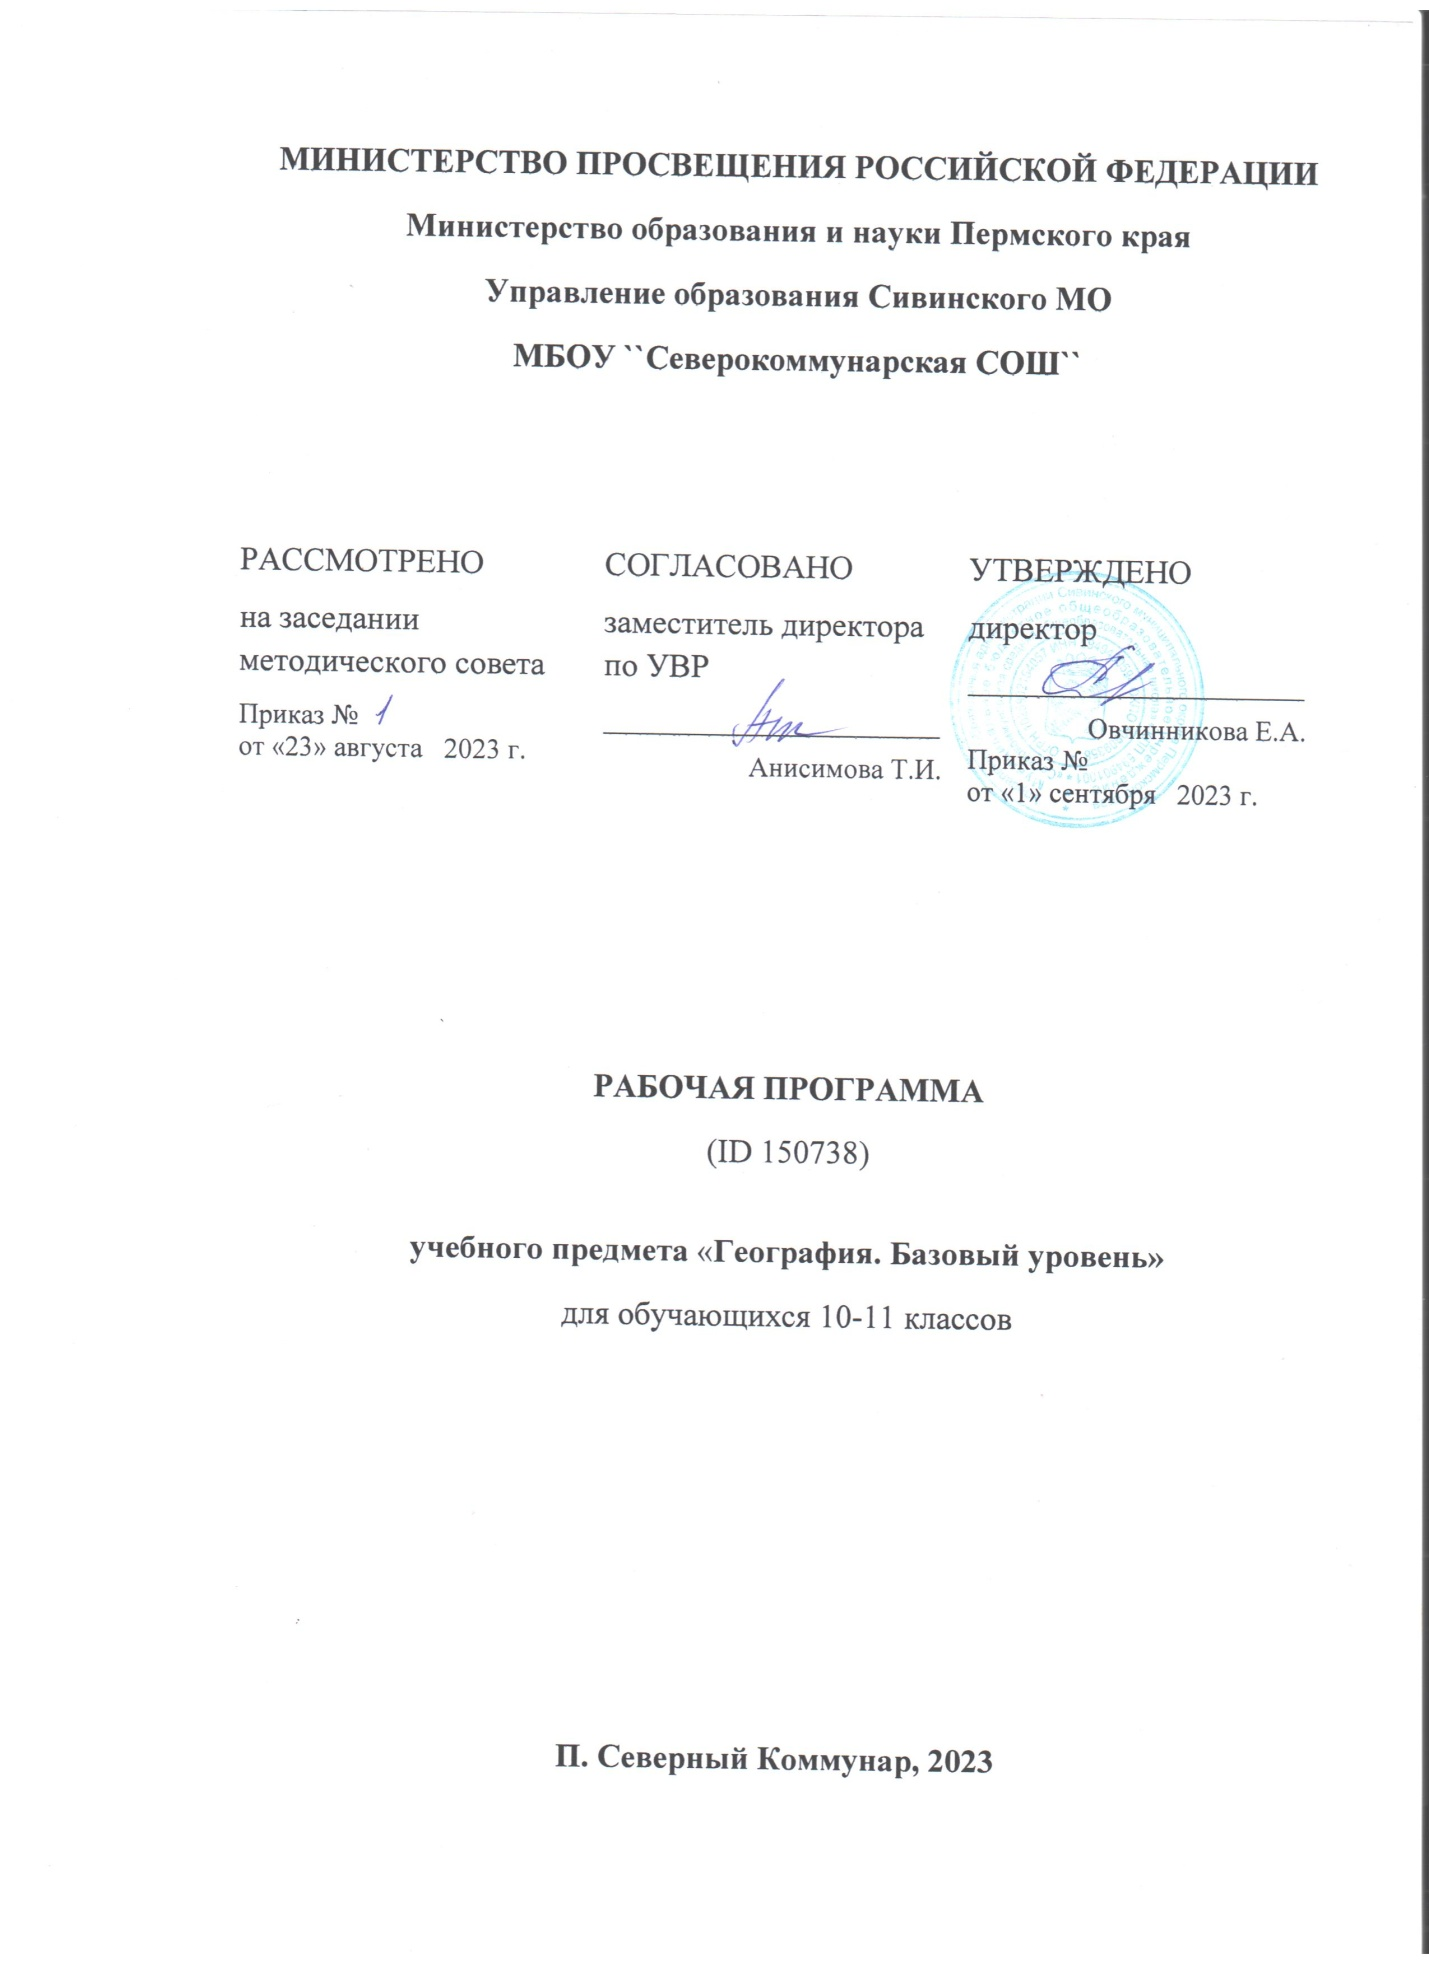 МИНИСТЕРСТВО ПРОСВЕЩЕНИЯ РОССИЙСКОЙ ФЕДЕРАЦИИ
Министерство образования и науки Пермского края
Управление образования Сивинского МО
МБОУ ``Северокоммунарская СОШ``
РАССМОТРЕНО
на заседании
методического совета
Приказ № 1
от «23» августа 2023 г.
СОГЛАСОВАНО
заместитель директора
по УВР
Анисимова Т.И.
УТВЕРЖДЕНО
директор
Овчинникова Е.А.
Приказ №
от «1» сентября 2023 г.
РАБОЧАЯ ПРОГРАММА
(ID 150738)
учебного предмета «География. Базовый уровень»
для обучающихся 10-11 классов
П. Северный Коммунар, 2023